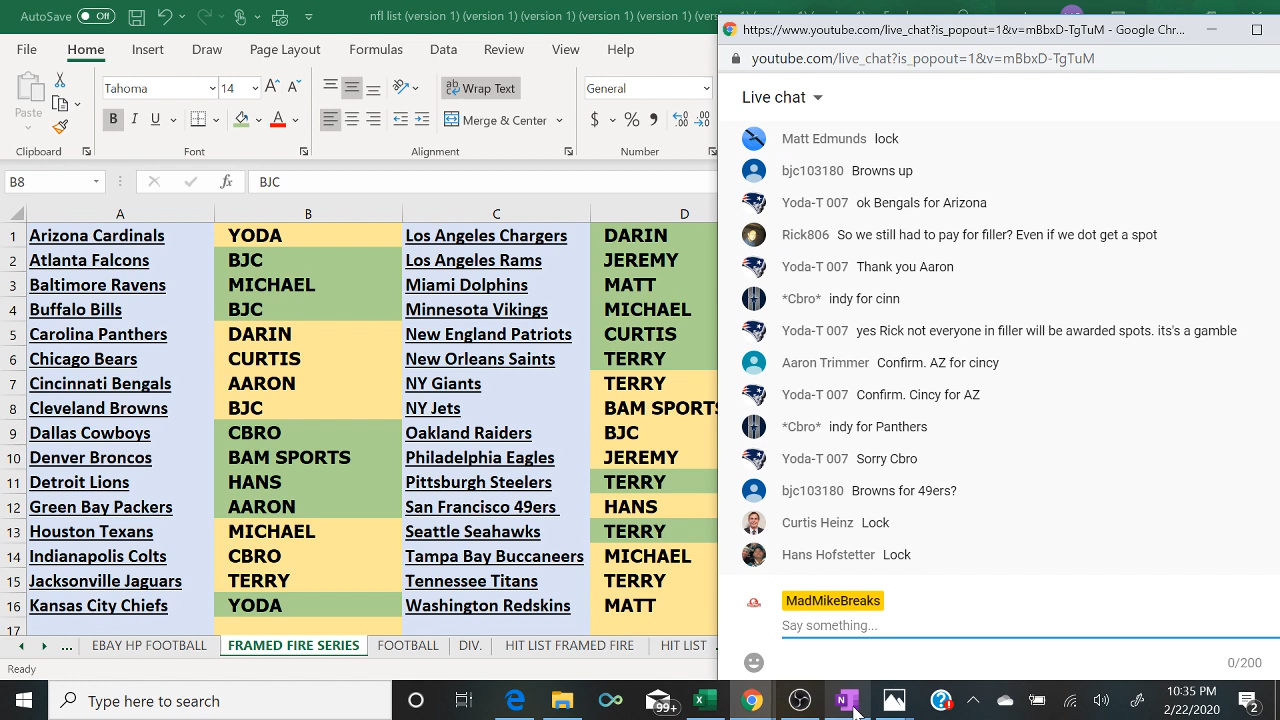 AutoSave Off
nfl list (version 1) (version 1) (version 1) (version 1)
File Home Insert Draw Page Layout Formulas Data Review View Help
Tahoma 14 A A Wrap Text General
Paste B I U A Merge & Center $ % 9
Clipboard Font Alignment Number
B8 fx BJC
A B C D
1 Arizona Cardinals YODA Los Angeles Chargers DARIN
2 Atlanta Falcons BJC Los Angeles Rams JEREMY
3 Baltimore Ravens MICHAEL Miami Dolphins MATT
4 Buffalo Bills BJC Minnesota Vikings MICHAEL
5 Carolina Panthers DARIN New England Patriots CURTIS
6 Chicago Bears CURTIS New Orleans Saints TERRY
7 Cincinnati Bengals AARON NY Giants TERRY
8 Cleveland Browns BJC NY Jets BAM SPORTS
9 Dallas Cowboys CBRO Oakland Raiders BJC
10 Denver Broncos BAM SPORTS Philadelphia Eagles JEREMY
11 Detroit Lions HANS Pittsburgh Steelers TERRY
12 Green Bay Packers AARON San Francisco 49ers HANS
13 Houston Texans MICHAEL Seattle Seahawks TERRY
14 Indianapolis Colts CBRO Tampa Bay Buccaneers MICHAEL
15 Jacksonville Jaguars TERRY Tennessee Titans TERRY
16 Kansas City Chiefs YODA Washington Redskins MATT
17
... EBAY HP FOOTBALL FRAMED FIRE SERIES FOOTBALL DIV. HIT LIST FRAMED FIRE HIT LIST ...
Ready
https://www.youtube.com/live_chat?is_popout=1&v=mBbxD-TgTuM - Google Chr...
youtube.com/live_chat?is_popout=1&v=mBbxD-TgTuM
Live chat
Matt Edmunds lock
bjc103180 Browns up
Yoda-T 007 ok Bengals for Arizona
Rick806 So we still had to pay for filler? Even if we dot get a spot
Yoda-T 007 Thank you Aaron
*Cbro* indy for cinn
Yoda-T 007 yes Rick not everyone in filler will be awarded spots. its's a gamble
Aaron Trimmer Confirm. AZ for cincy
Yoda-T 007 Confirm. Cincy for AZ
*Cbro* indy for Panthers
Yoda-T 007 Sorry Cbro
bjc103180 Browns for 49ers?
Curtis Heinz Lock
Hans Hofstetter Lock
MadMikeBreaks
Say something...
0/200
Type here to search
99+
10:35 PM
2/22/2020
2